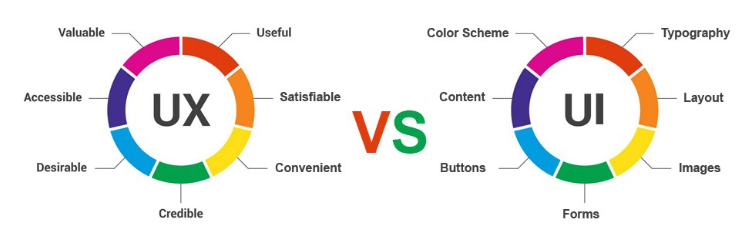 Valuable
Useful
Accessible
UX
Satisfiable
Desirable
Convenient
Credible
VS
Color Scheme
Typography
Content
UI
Layout
Buttons
Images
Forms